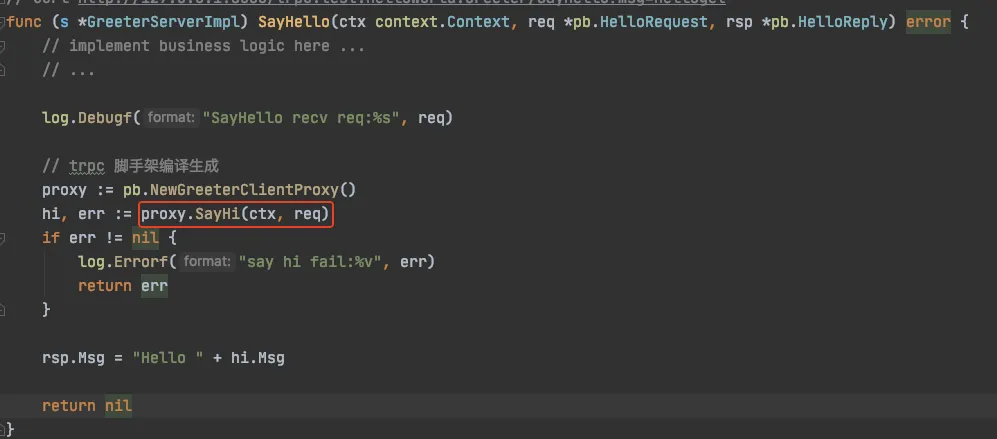 func (s *GreeterServerImpl) SayHello(ctx context.Context, req *pb.HelloRequest, rsp *pb.HelloReply) error {
// implement business logic here ...
// ...
log.Debugf( format: "SayHello recv req:%s", req)
// trpc 脚手架编译生成
proxy := pb.NewGreeterClientProxy()
hi, err := proxy.SayHi(ctx, req)
if err != nil {
log.Errorf( format: "say hi fail:%v", err)
return err
}
rsp.Msg = "Hello " + hi.Msg
return nil
}